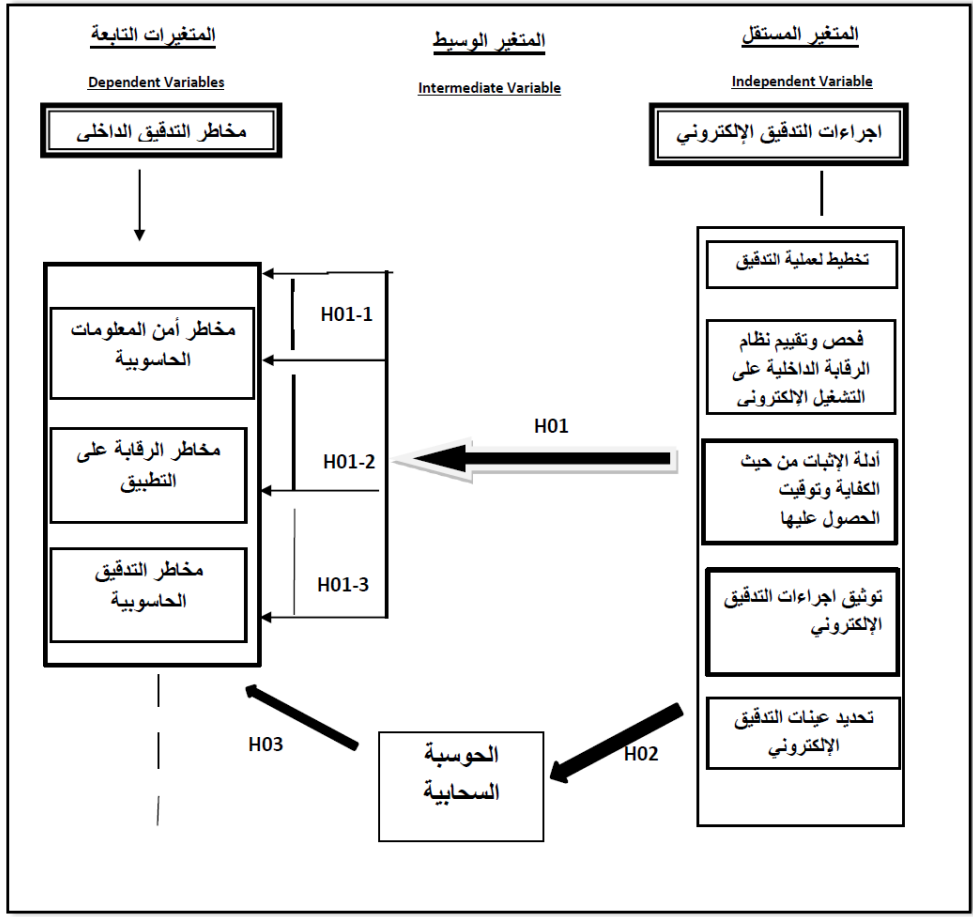 المتغير المستقل
Independent Variable
المتغير الوسيط
Intermediate Variable
المتغيرات التابعة
Dependent Variables
اجراءات التدقيق الإلكتروني
مخاطر التدقيق الداخلي
تخطيط لعملية التدقيق
فحص وتقييم نظام
الرقابة الداخلية على
التشغيل الإلكتروني
أدلة الإثبات من حيث
الكفاية وتوقيت
الحصول عليها
توثيق اجراءات التدقيق
الإلكتروني
تحديد عينات التدقيق
الإلكتروني
H01
H02
الحوسبة
السحابية
H03
H01-1
H01-2
H01-3
مخاطر أمن المعلومات
الحاسوبية
مخاطر الرقابة على
التطبيق
مخاطر التدقيق
الحاسوبية